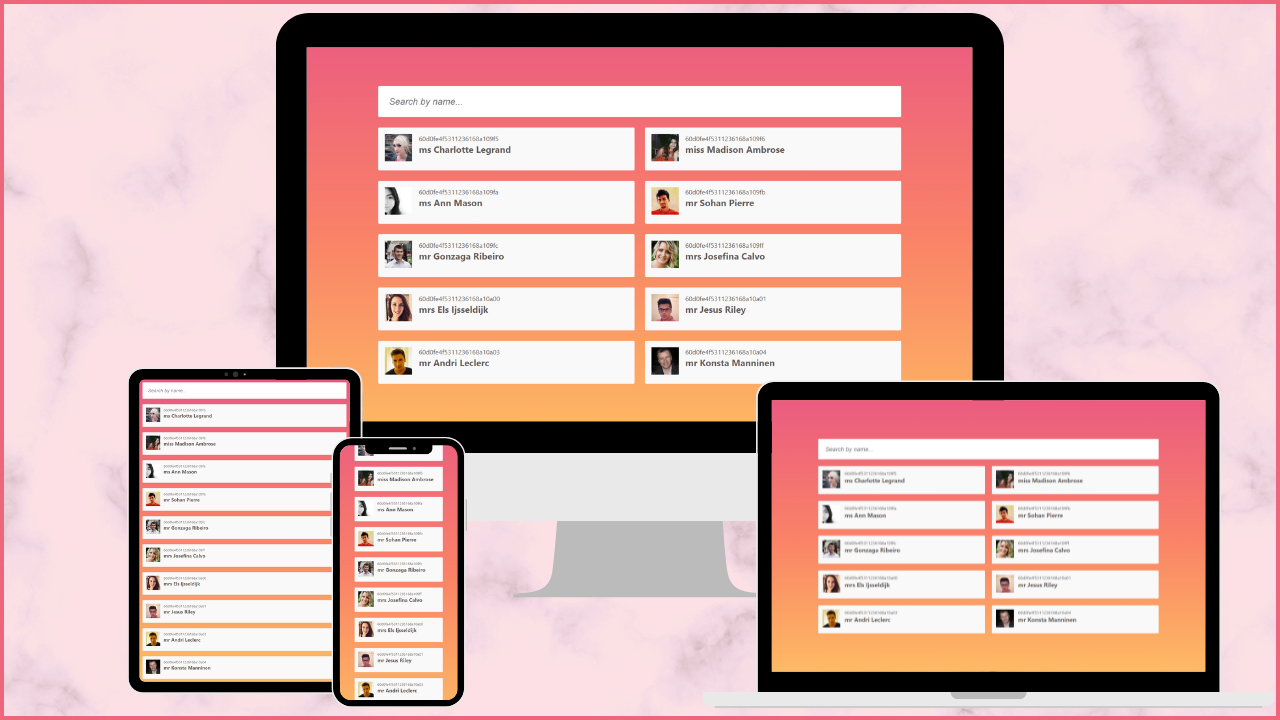 Search by name...
60d0fe4f5311236168a109f5
ms Charlotte Legrand
60d0fe4f5311236168a109f6
miss Madison Ambrose
60d0fe4f5311236168a109fa
ms Ann Mason
60d0fe4f5311236168a109fb
mr Sohan Pierre
60d0fe4f5311236168a109fc
mr Gonzaga Ribeiro
60d0fe4f5311236168a109ff
mrs Josefina Calvo
60d0fe4f5311236168a10a00
mrs Els Ijsseldijk
60d0fe4f5311236168a10a01
mr Jesus Riley
60d0fe4f5311236168a10a03
mr Andri Leclerc
60d0fe4f5311236168a10a04
mr Konsta Manninen
Search by name...
ms Charlotte Legrand
miss Madison Ambrose
ms Ann Mason
mr Sohan Pierre
mr Gonzaga Ribeiro
mrs Josefina Calvo
mrs Els Ijsseldijk
mr Jesus Riley
mr Andri Leclerc
mr Konsta Manninen
miss Madison Ambrose
ms Ann Mason
mr Sohan Pierre
mr Gonzaga Ribeiro
mrs Josefina Calvo
mrs Els Ijsseldijk
mr Jesus Riley
mr Andri Leclerc
Search by name...
ms Charlotte Legrand
miss Madison Ambrose
ms Ann Mason
mr Sohan Pierre
mr Gonzaga Ribeiro
mrs Josefina Calvo
mrs Els Ijsseldijk
mr Jesus Riley
mr Andri Leclerc
mr Konsta Manninen